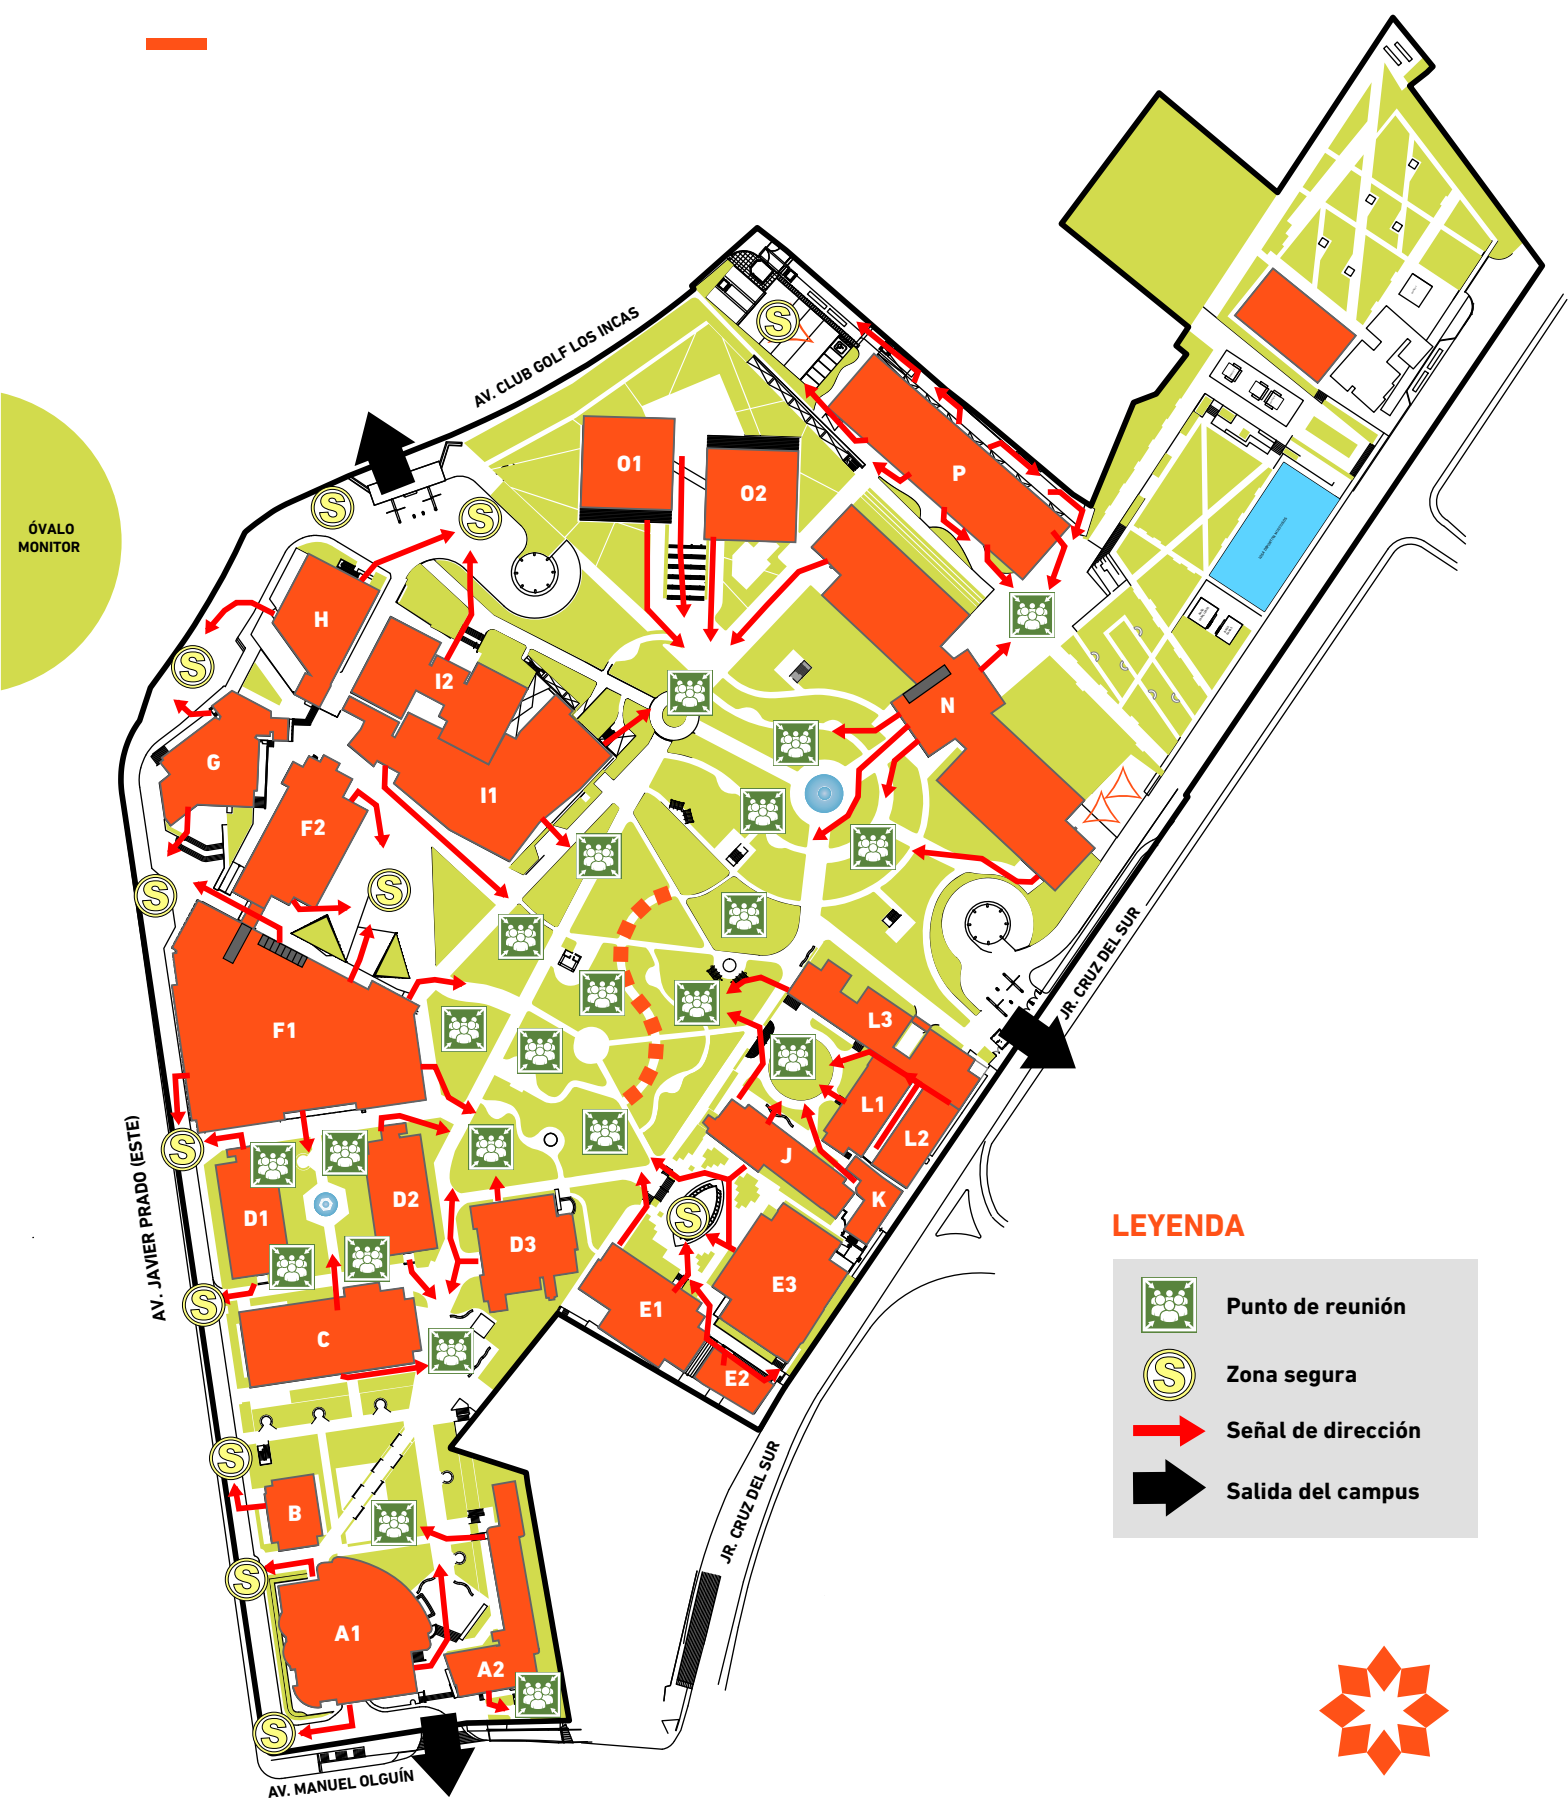 AV. CLUB GOLF LOS INCAS
ÓVALO
MONITOR
O1
O2
P
H
I2
N
G
I1
F2
F1
L3
L1
L2
J
K
D1
D2
D3
E3
E1
E2
C
B
A1
A2
AV. JAVIER PRADO (ESTE)
JR. CRUZ DEL SUR
JR. CRUZ DEL SUR
AV. MANUEL OLGUÍN
LEYENDA
Punto de reunión
S Zona segura
Señal de dirección
Salida del campus
S
S
S
S
S
S
S
S
S
S
S
S
S